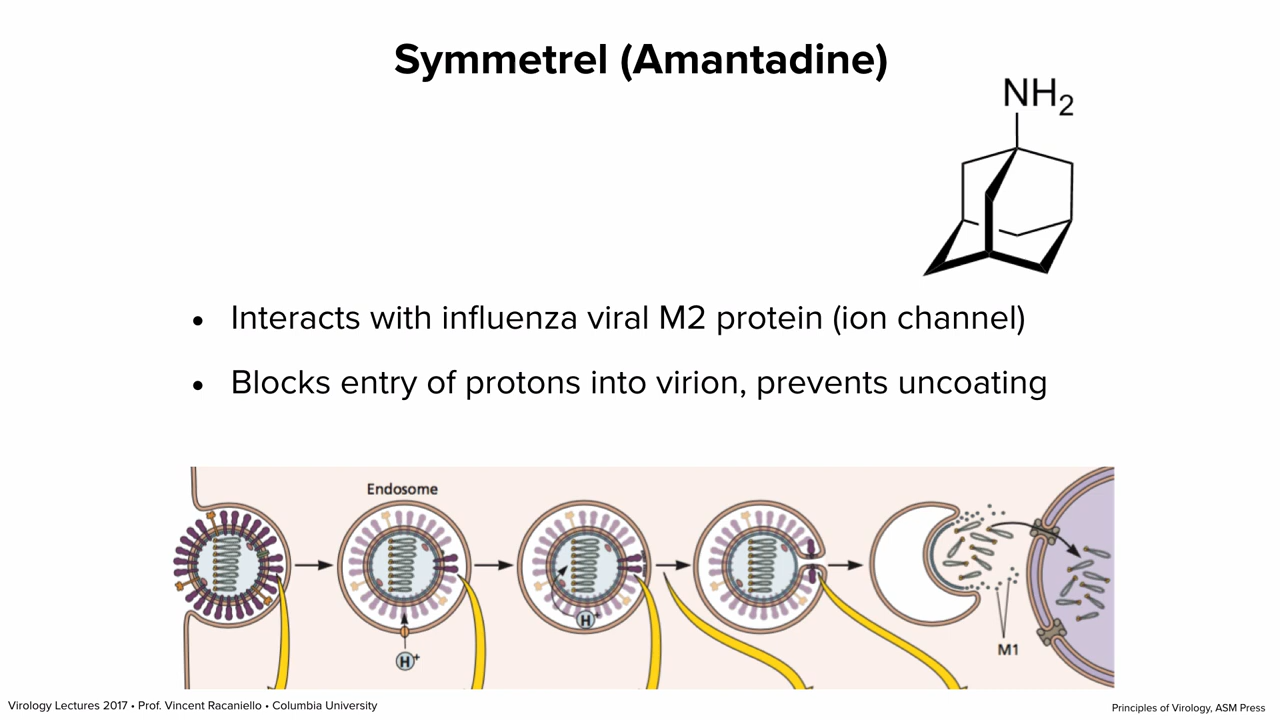 Symmetrel (Amantadine)
NH2
• Interacts with influenza viral M2 protein (ion channel)
• Blocks entry of protons into virion, prevents uncoating
Endosome
H+
H+
M1
Virology Lectures 2017 • Prof. Vincent Racaniello • Columbia University
Principles of Virology, ASM Press